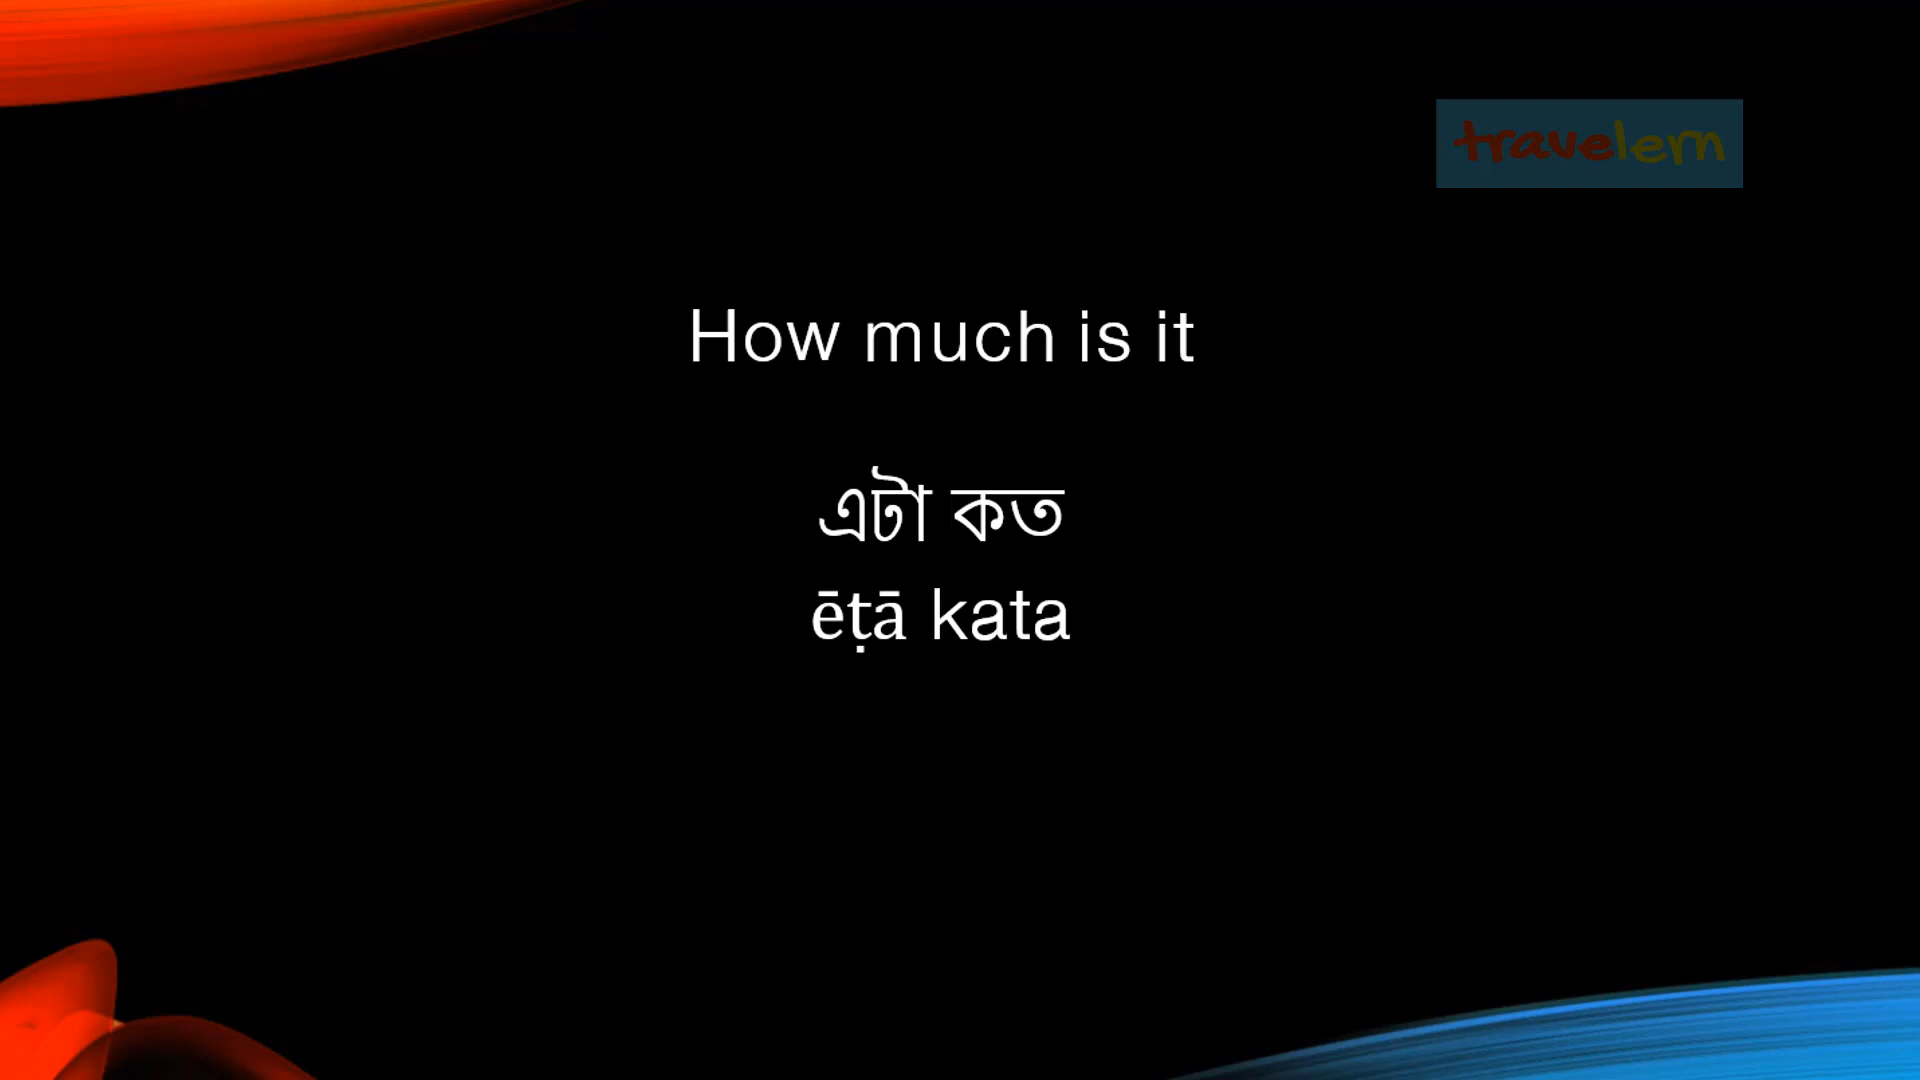 travelern
How much is it
এটা কত
ēṭā kata